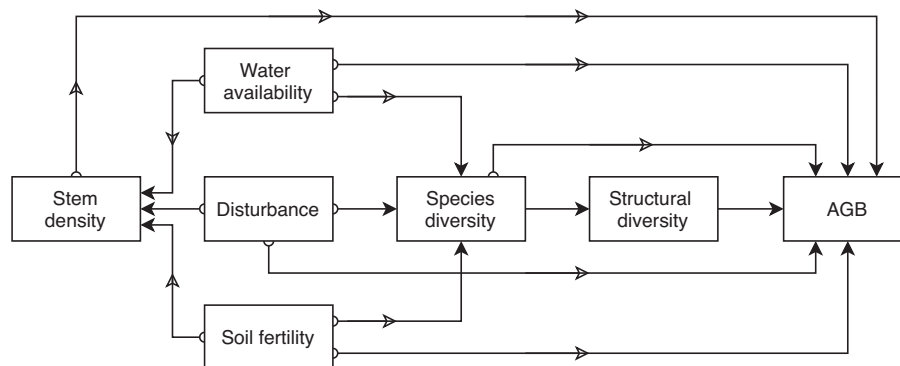 Water
availability
Stem
density
Disturbance
Species
diversity
Structural
diversity
AGB
Soil fertility